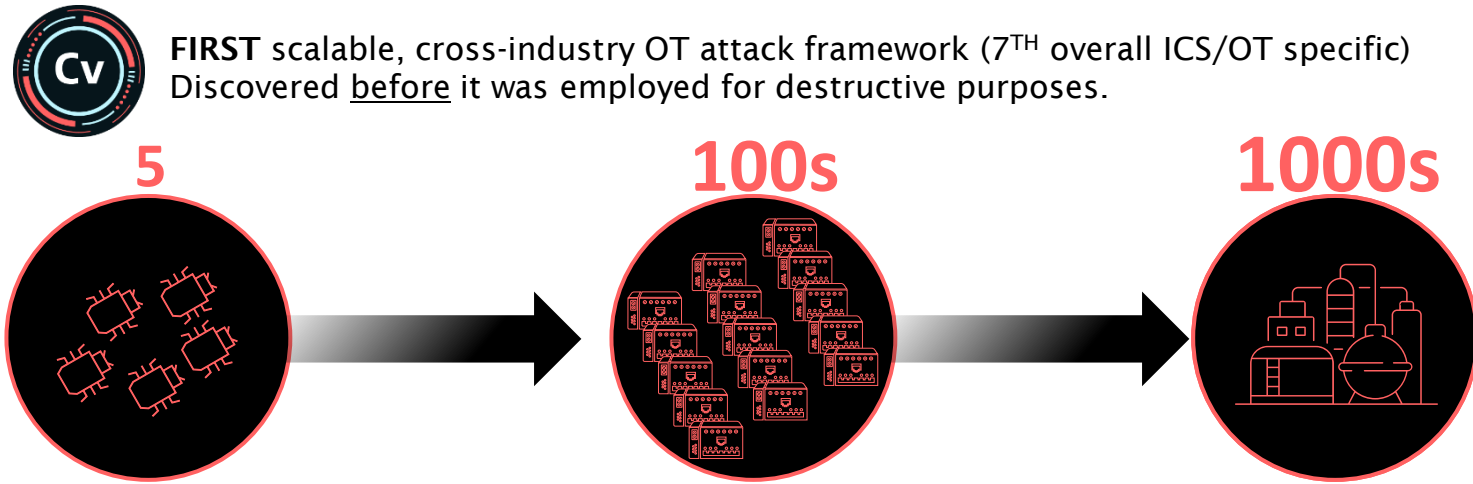 Cv
FIRST scalable, cross-industry OT attack framework (7TH overall ICS/OT specific)
Discovered before it was employed for destructive purposes.
5
100s
1000s